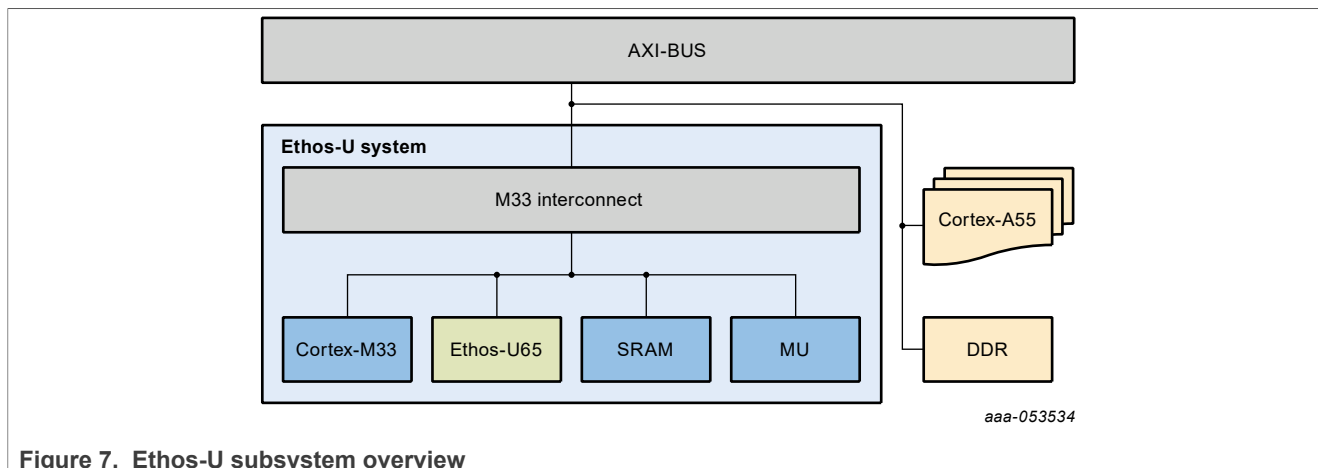 AXI-BUS
Ethos-U system
M33 interconnect
Cortex-A55
Cortex-M33
Ethos-U65
SRAM
MU
DDR
aaa-053534
Figure 7. Ethos-U subsystem overview